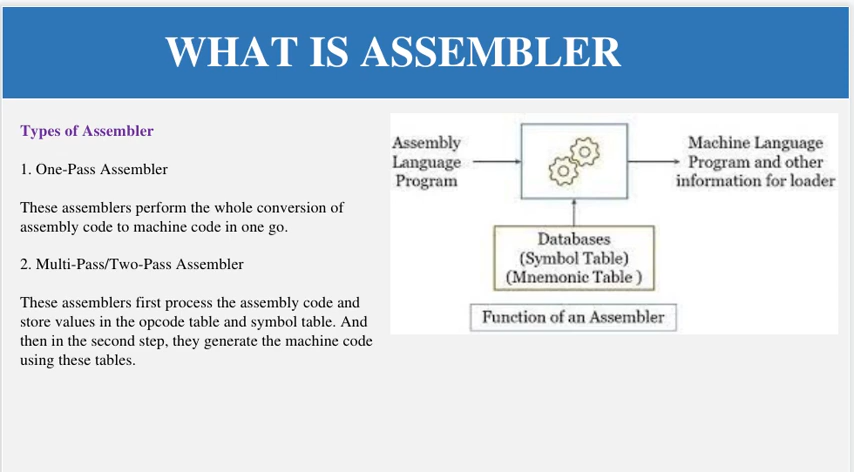 WHAT IS ASSEMBLER
Types of Assembler
1. One-Pass Assembler
These assemblers perform the whole conversion of
assembly code to machine code in one go.
2. Multi-Pass/Two-Pass Assembler
These assemblers first process the assembly code and
store values in the opcode table and symbol table. And
then in the second step, they generate the machine code
using these tables.
Assembly
Language
Program
Machine Language
Program and other
information for loader
Databases
(Symbol Table)
(Mnemonic Table )
Function of an Assembler